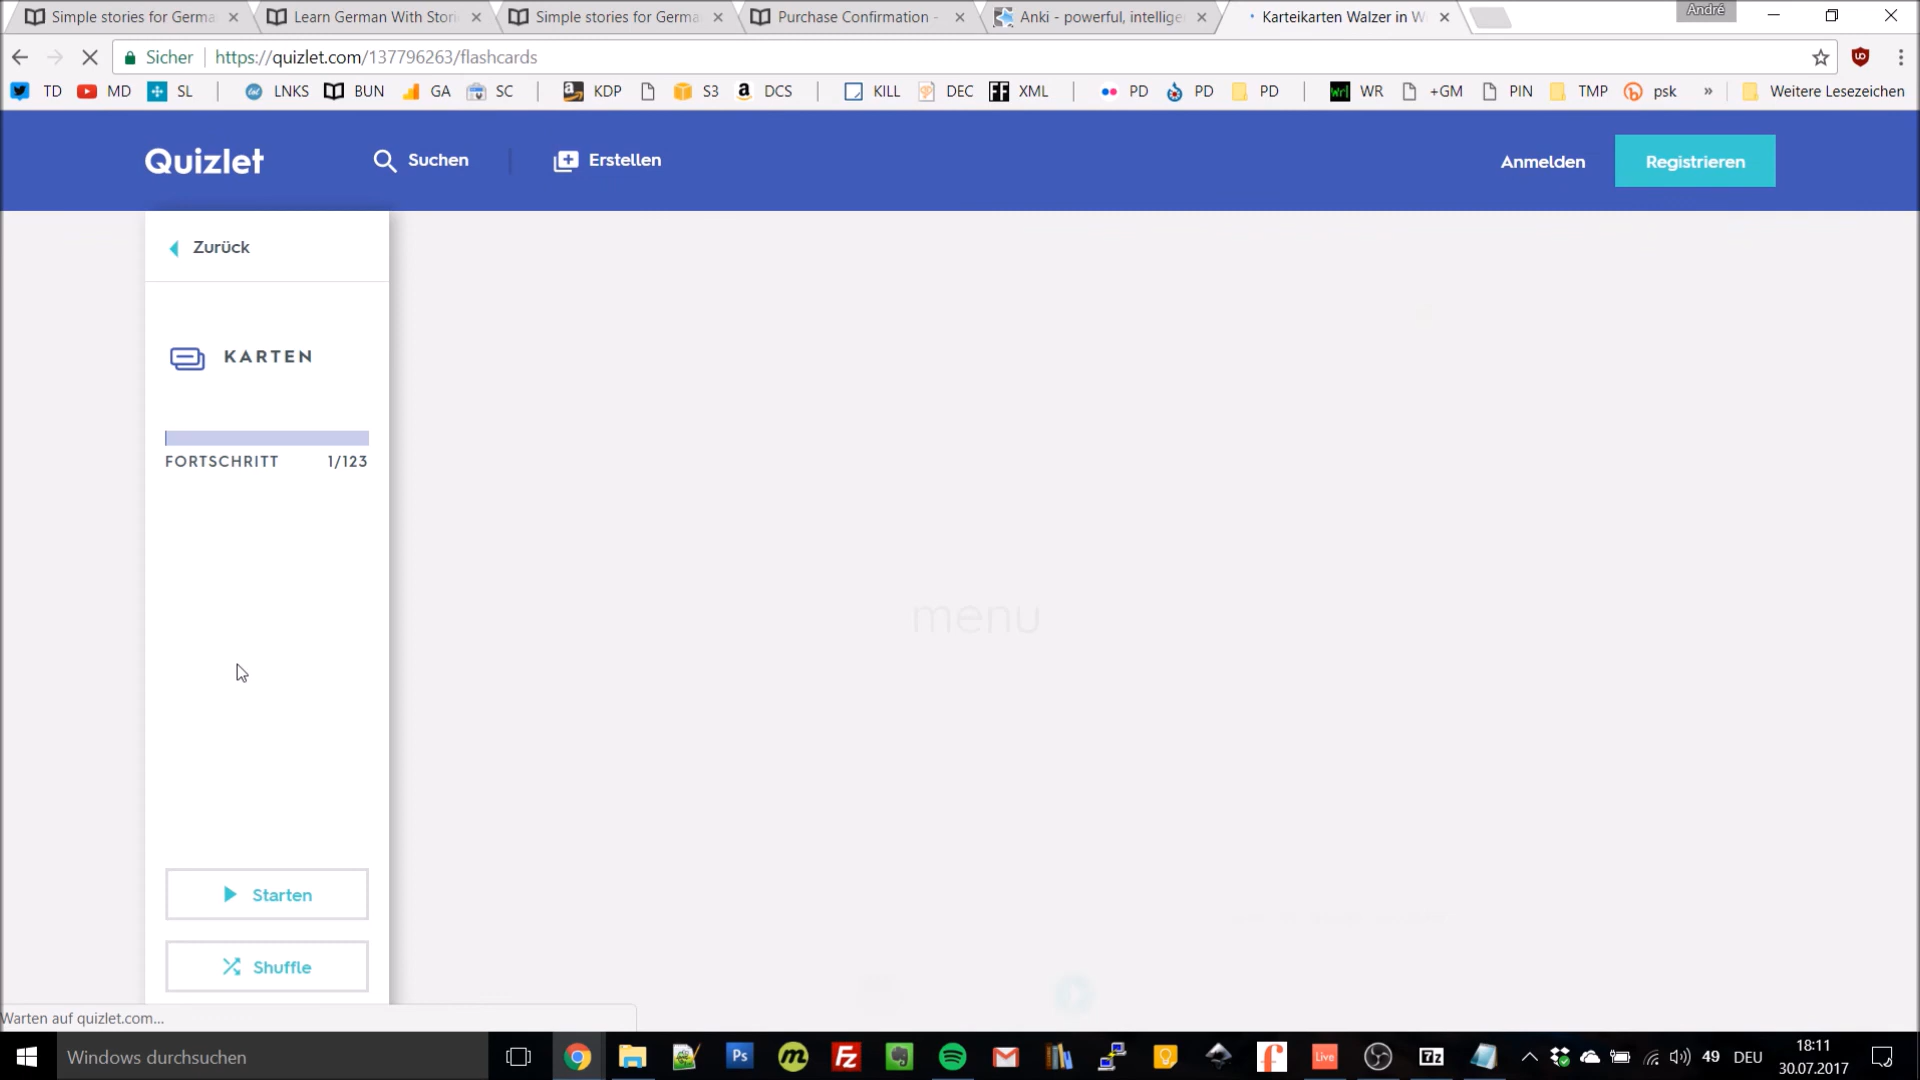 Simple stories for Germa
Learn German With Stori
Simple stories for Germa
Purchase Confirmation -
Anki - powerful, intellige
Karteikarten Walzer in W
André
Sicher
https://quizlet.com/137796263/flashcards
TD
MD
SL
LNKS
BUN
GA
SC
KDP
S3
DCS
KILL
DEC
XML
PD
PD
PD
WR
+GM
PIN
TMP
psk
»
Weitere Lesezeichen
Quizlet
Suchen
Erstellen
Anmelden
Registrieren
Zurück
KARTEN
FORTSCHRITT 1/123
menu
Starten
Shuffle
Warten auf quizlet.com...
Windows durchsuchen
49
DEU
18:11
30.07.2017